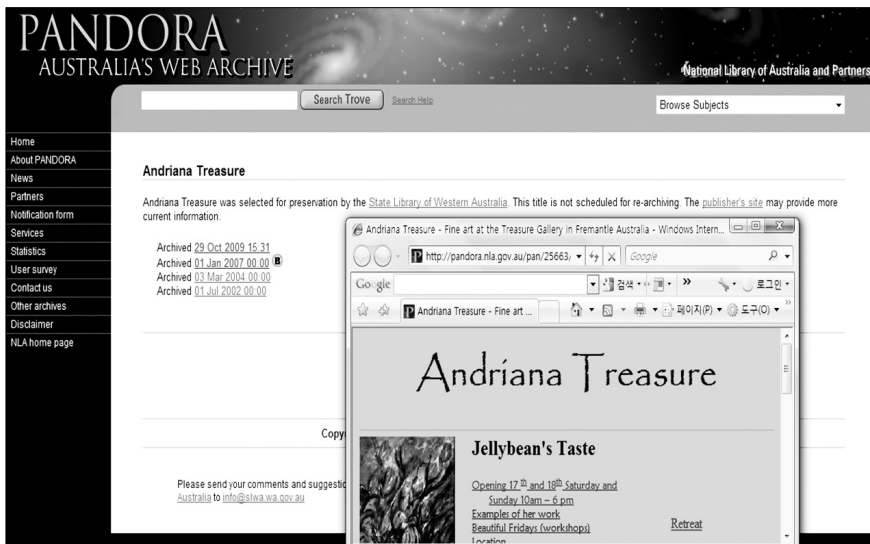 PANDORA
AUSTRALIA'S WEB ARCHIVE
National Library of Australia and Partners
Search Trove
Search Help
Browse Subjects
Home
About PANDORA
News
Partners
Notification form
Services
Statistics
User survey
Contact us
Other archives
Disclaimer
NLA home page
Andriana Treasure
Andriana Treasure was selected for preservation by the State Library of Western Australia. This title is not scheduled for re-archiving. The publisher's site may provide more
current information.
Archived 29 Oct 2009 15 31
Archived 01 Jan 2007 00:00 B
Archived 03 Mar 2004 00 00
Archived 01 Jul 2002 00:00
Copy
Please send your comments and suggestio
Australia to info@slwa.wa.gov.au
Andriana Treasure - Fine art at the Treasure Gallery in Fremantle Australia - Windows Intern...
http://pandora.nla.gov.au/pan/25663/
Google
Google
검색
로그인
Andriana Treasure - Fine art ...
페이지(P)
도구(O)
Andriana Treasure
Jellybean's Taste
Opening 17 th and 18th Saturday and
Sunday 10am – 6 pm
Examples of her work
Beautiful Fridays (workshops)
Location
Retreat